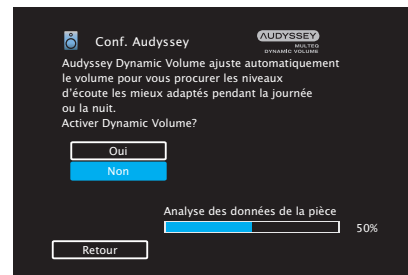 Conf. Audyssey
AUDYSSEY
MULTEQ
DYNAMIC VOLUME
Audyssey Dynamic Volume ajuste automatiquement
le volume pour vous procurer les niveaux
d'écoute les mieux adaptés pendant la journée
ou la nuit.
Activer Dynamic Volume?
Oui
Non
Analyse des données de la pièce
50%
Retour